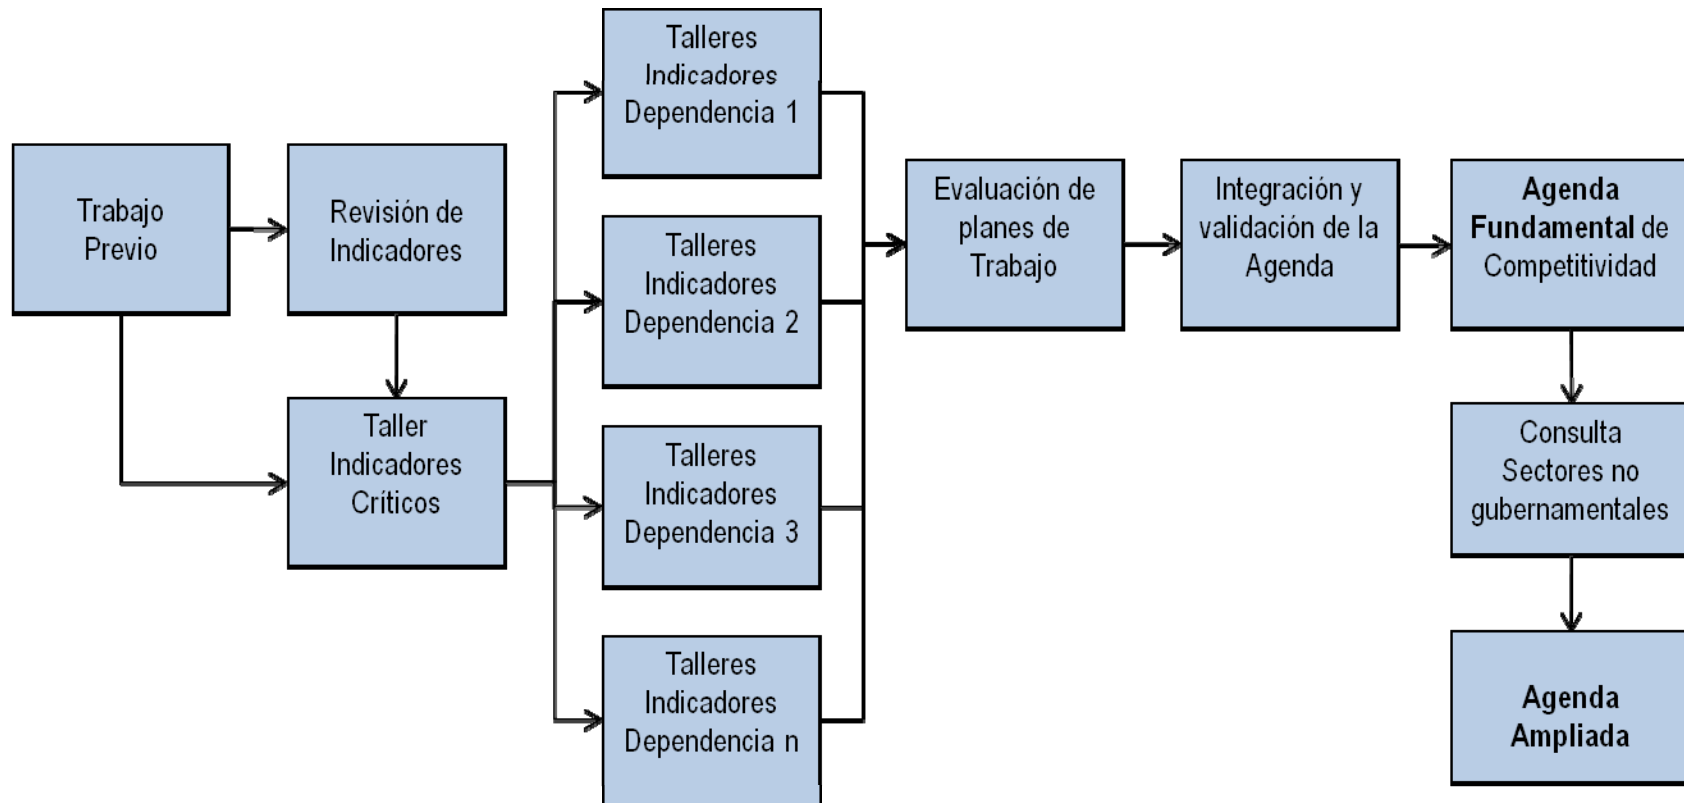 Trabajo
Previo
Revisión de
Indicadores
Taller
Indicadores
Críticos
Talleres
Indicadores
Dependencia 1
Talleres
Indicadores
Dependencia 2
Talleres
Indicadores
Dependencia 3
Talleres
Indicadores
Dependencia n
Evaluación de
planes de
Trabajo
Integración y
validación de la
Agenda
Agenda
Fundamental de
Competitividad
Consulta
Sectores no
gubernamentales
Agenda
Ampliada